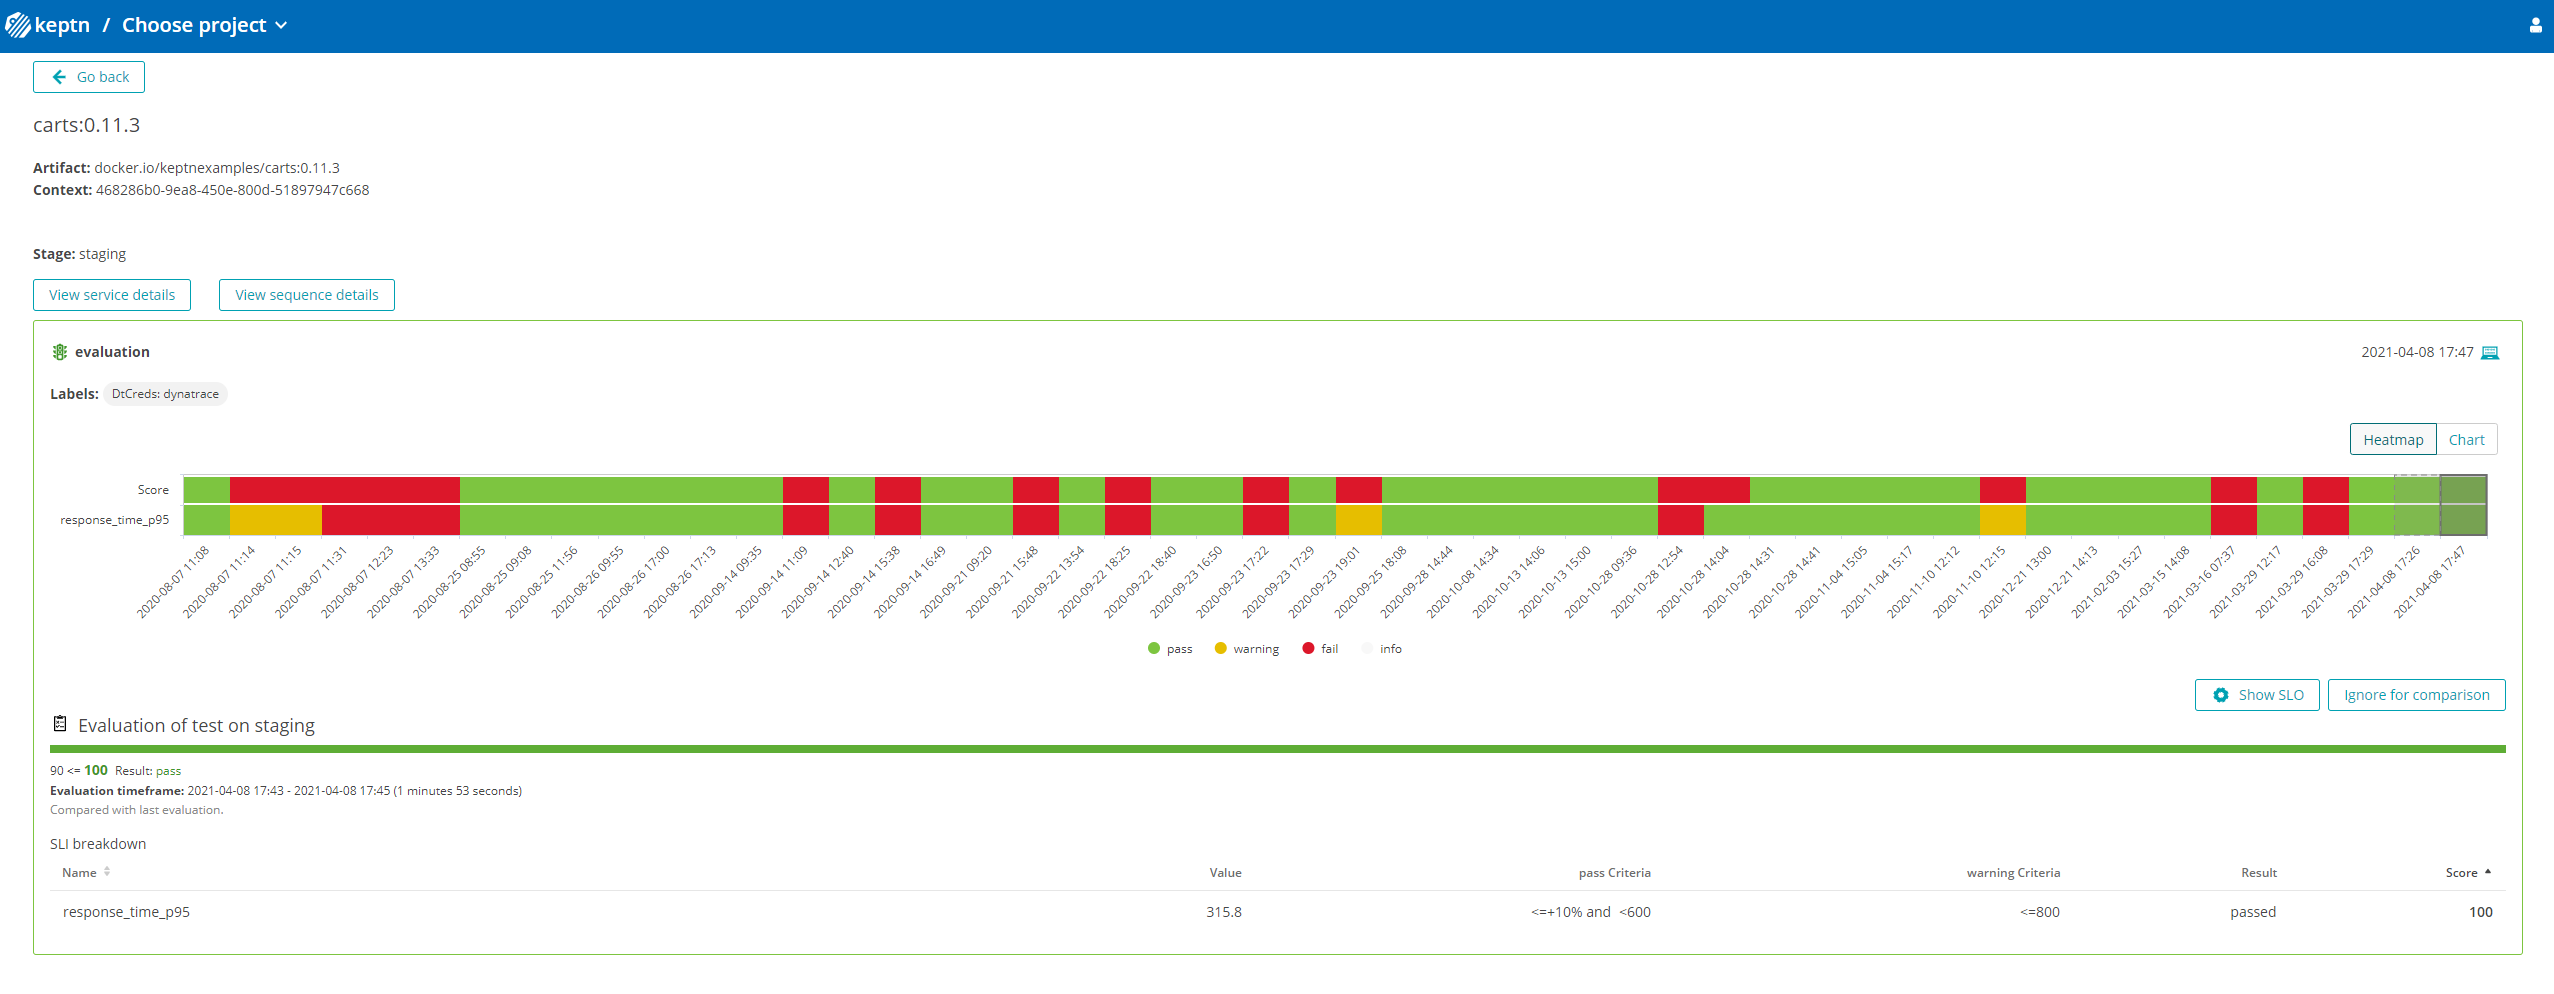 keptn / Choose project
Go back
carts:0.11.3
Artifact: docker.io/keptnexamples/carts:0.11.3
Context: 468286b0-9ea8-450e-800d-51897947c668
Stage: staging
View service details View sequence details
evaluation 2021-04-08 17:47
Labels: DtCreds: dynatrace
Heatmap Chart
Score
response_time_p95
2020-08-07 11:08
2020-08-07 11:14
2020-08-07 11:15
2020-08-07 11:31
2020-08-07 12:23
2020-08-07 13:33
2020-08-25 08:55
2020-08-25 09:08
2020-08-25 11:56
2020-08-26 09:55
2020-08-26 17:00
2020-08-26 17:13
2020-09-14 09:35
2020-09-14 11:09
2020-09-14 12:40
2020-09-14 15:38
2020-09-14 16:49
2020-09-21 09:20
2020-09-21 15:48
2020-09-22 13:54
2020-09-22 18:25
2020-09-22 18:40
2020-09-23 16:50
2020-09-23 17:22
2020-09-23 17:29
2020-09-23 19:01
2020-09-25 18:08
2020-09-28 14:44
2020-10-08 14:34
2020-10-13 14:06
2020-10-13 15:00
2020-10-28 09:36
2020-10-28 12:54
2020-10-28 14:04
2020-10-28 14:31
2020-10-28 14:41
2020-11-04 15:05
2020-11-04 15:17
2020-11-10 12:12
2020-11-10 12:15
2020-12-21 13:00
2020-12-21 14:13
2021-02-03 15:27
2021-03-15 14:08
2021-03-16 07:37
2021-03-29 12:17
2021-03-29 16:08
2021-03-29 17:29
2021-04-08 17:26
2021-04-08 17:47
pass warning fail info
Show SLO Ignore for comparison
Evaluation of test on staging
90 <= 100 Result: pass
Evaluation timeframe: 2021-04-08 17:43 - 2021-04-08 17:45 (1 minutes 53 seconds)
Compared with last evaluation.
SLI breakdown
Name Value pass Criteria warning Criteria Result Score
response_time_p95 315.8 <=+10% and <600 <=800 passed 100